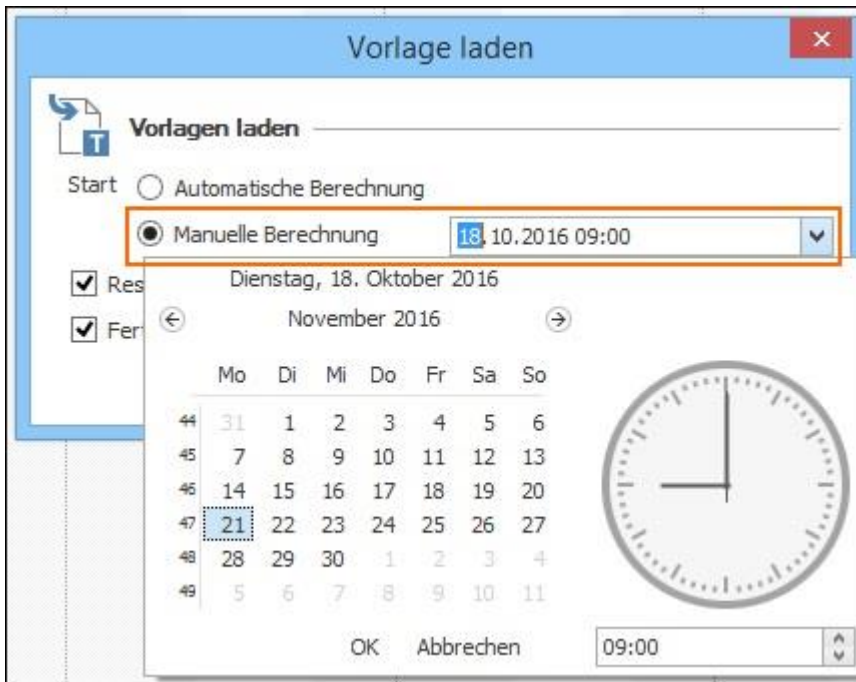 Vorlage laden
T
Vorlagen laden
Start Automatische Berechnung
Manuelle Berechnung 18.10.2016 09:00
Res
Dienstag, 18. Oktober 2016
Fer
November 2016
Mo Di Mi Do Fr Sa So
44 31 1 2 3 4 5 6
45 7 8 9 10 11 12 13
46 14 15 16 17 18 19 20
47 21 22 23 24 25 26 27
48 28 29 30 1 2 3 4
49 5 6 7 8 9 10 11
OK Abbrechen 09:00